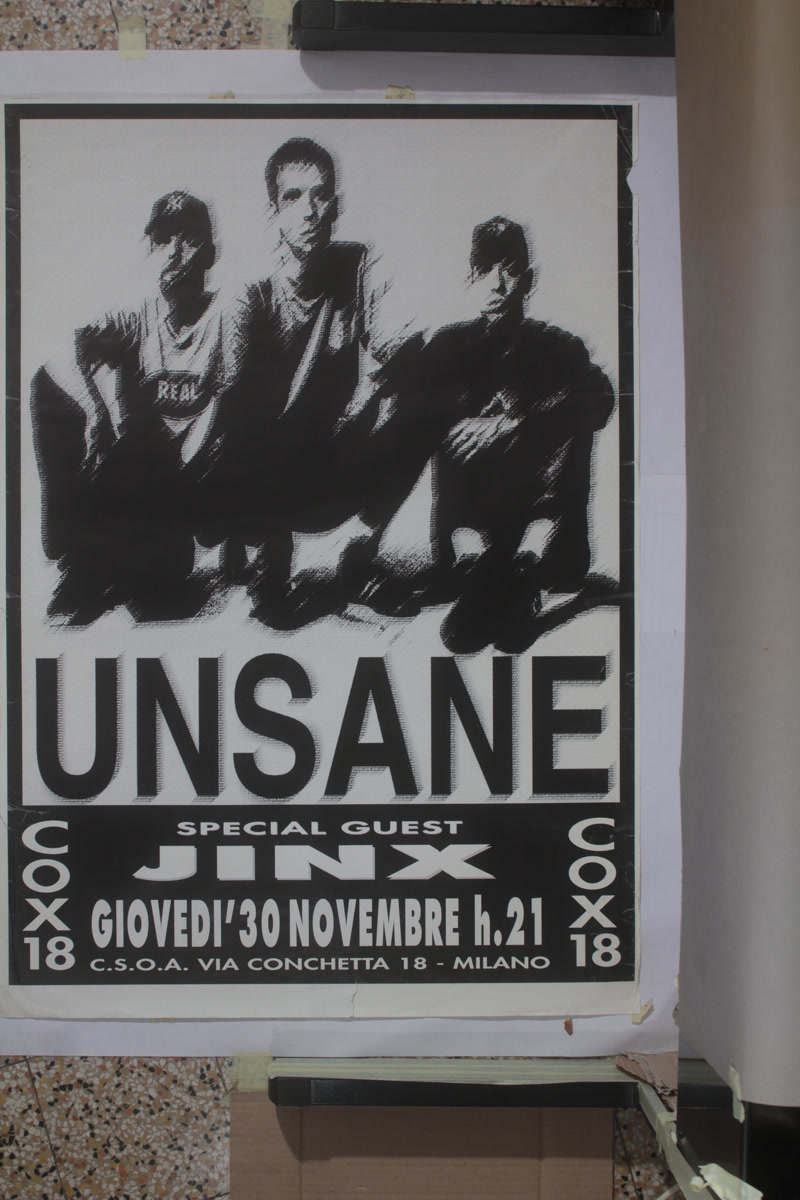 REAL
UNSANE
COX 18
SPECIAL GUEST
JINX
GIOVEDI'30 NOVEMBRE h.21
C.S.O.A. VIA CONCHETTA 18 - MILANO
COX 18